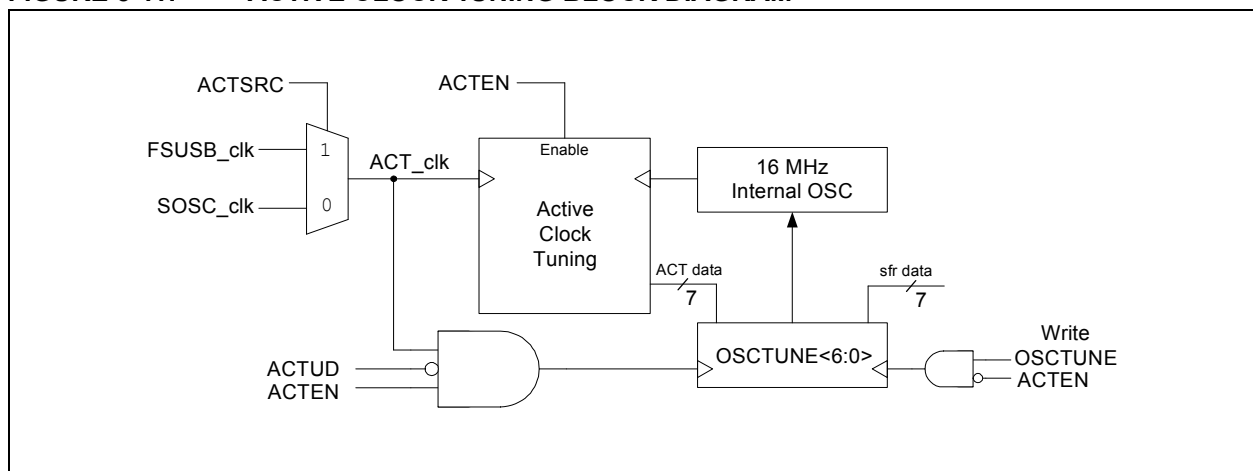 ACTSRC
ACTEN
FSUSB_clk
1
Enable
ACT_clk
16 MHz
Internal OSC
SOSC_clk
0
Active
Clock
Tuning
ACT data
7
sfr data
7
Write
OSCTUNE<6:0>
OSCTUNE
ACTEN
ACTUD
ACTEN